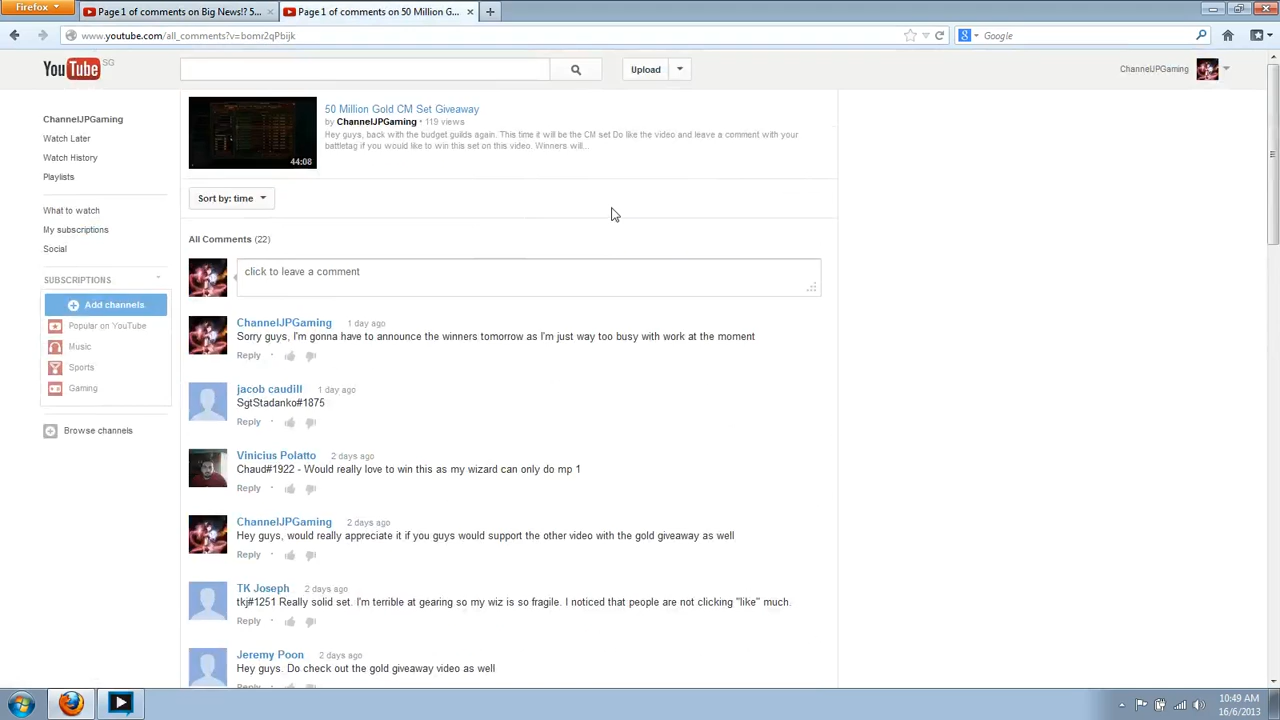 Firefox
Page 1 of comments on Big News!? 5...
Page 1 of comments on 50 Million G...
www.youtube.com/all_comments?v=bomr2qPbijk
Google
YouTube SG
Upload
ChannelJPGaming
ChannelJPGaming
Watch Later
Watch History
Playlists
What to watch
My subscriptions
Social
SUBSCRIPTIONS
Add channels
Popular on YouTube
Music
Sports
Gaming
Browse channels
44:08
50 Million Gold CM Set Giveaway
by ChannelJPGaming • 119 views
Hey guys, back with the budget guilds again. This time it will be the CM set Do like the video and leave a comment with your
battletag if you would like to win this set on this video. Winners will...
Sort by: time
All Comments (22)
click to leave a comment
ChannelJPGaming 1 day ago
Sorry guys, I'm gonna have to announce the winners tomorrow as I'm just way too busy with work at the moment
Reply
jacob caudill 1 day ago
SgtStadanko#1875
Reply
Vinicius Polatto 2 days ago
Chaud#1922 - Would really love to win this as my wizard can only do mp 1
Reply
ChannelJPGaming 2 days ago
Hey guys, would really appreciate it if you guys would support the other video with the gold giveaway as well
Reply
TK Joseph 2 days ago
tkj#1251 Really solid set. I'm terrible at gearing so my wiz is so fragile. I noticed that people are not clicking "like" much.
Reply
Jeremy Poon 2 days ago
Hey guys. Do check out the gold giveaway video as well
Reply
10:49 AM
16/6/2013